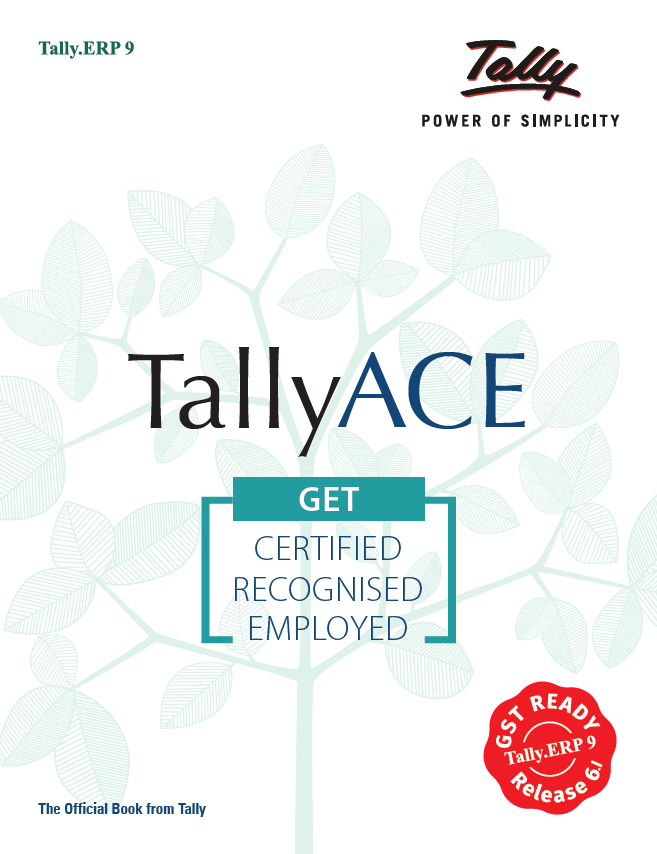 Tally.ERP 9
Tally
POWER OF SIMPLICITY
TallyACE
GET
CERTIFIED
RECOGNISED
EMPLOYED
GST READY
Tally.ERP 9
Release 6.1
The Official Book from Tally